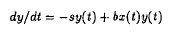 dy/dt = −sy(t) + bx(t)y(t)